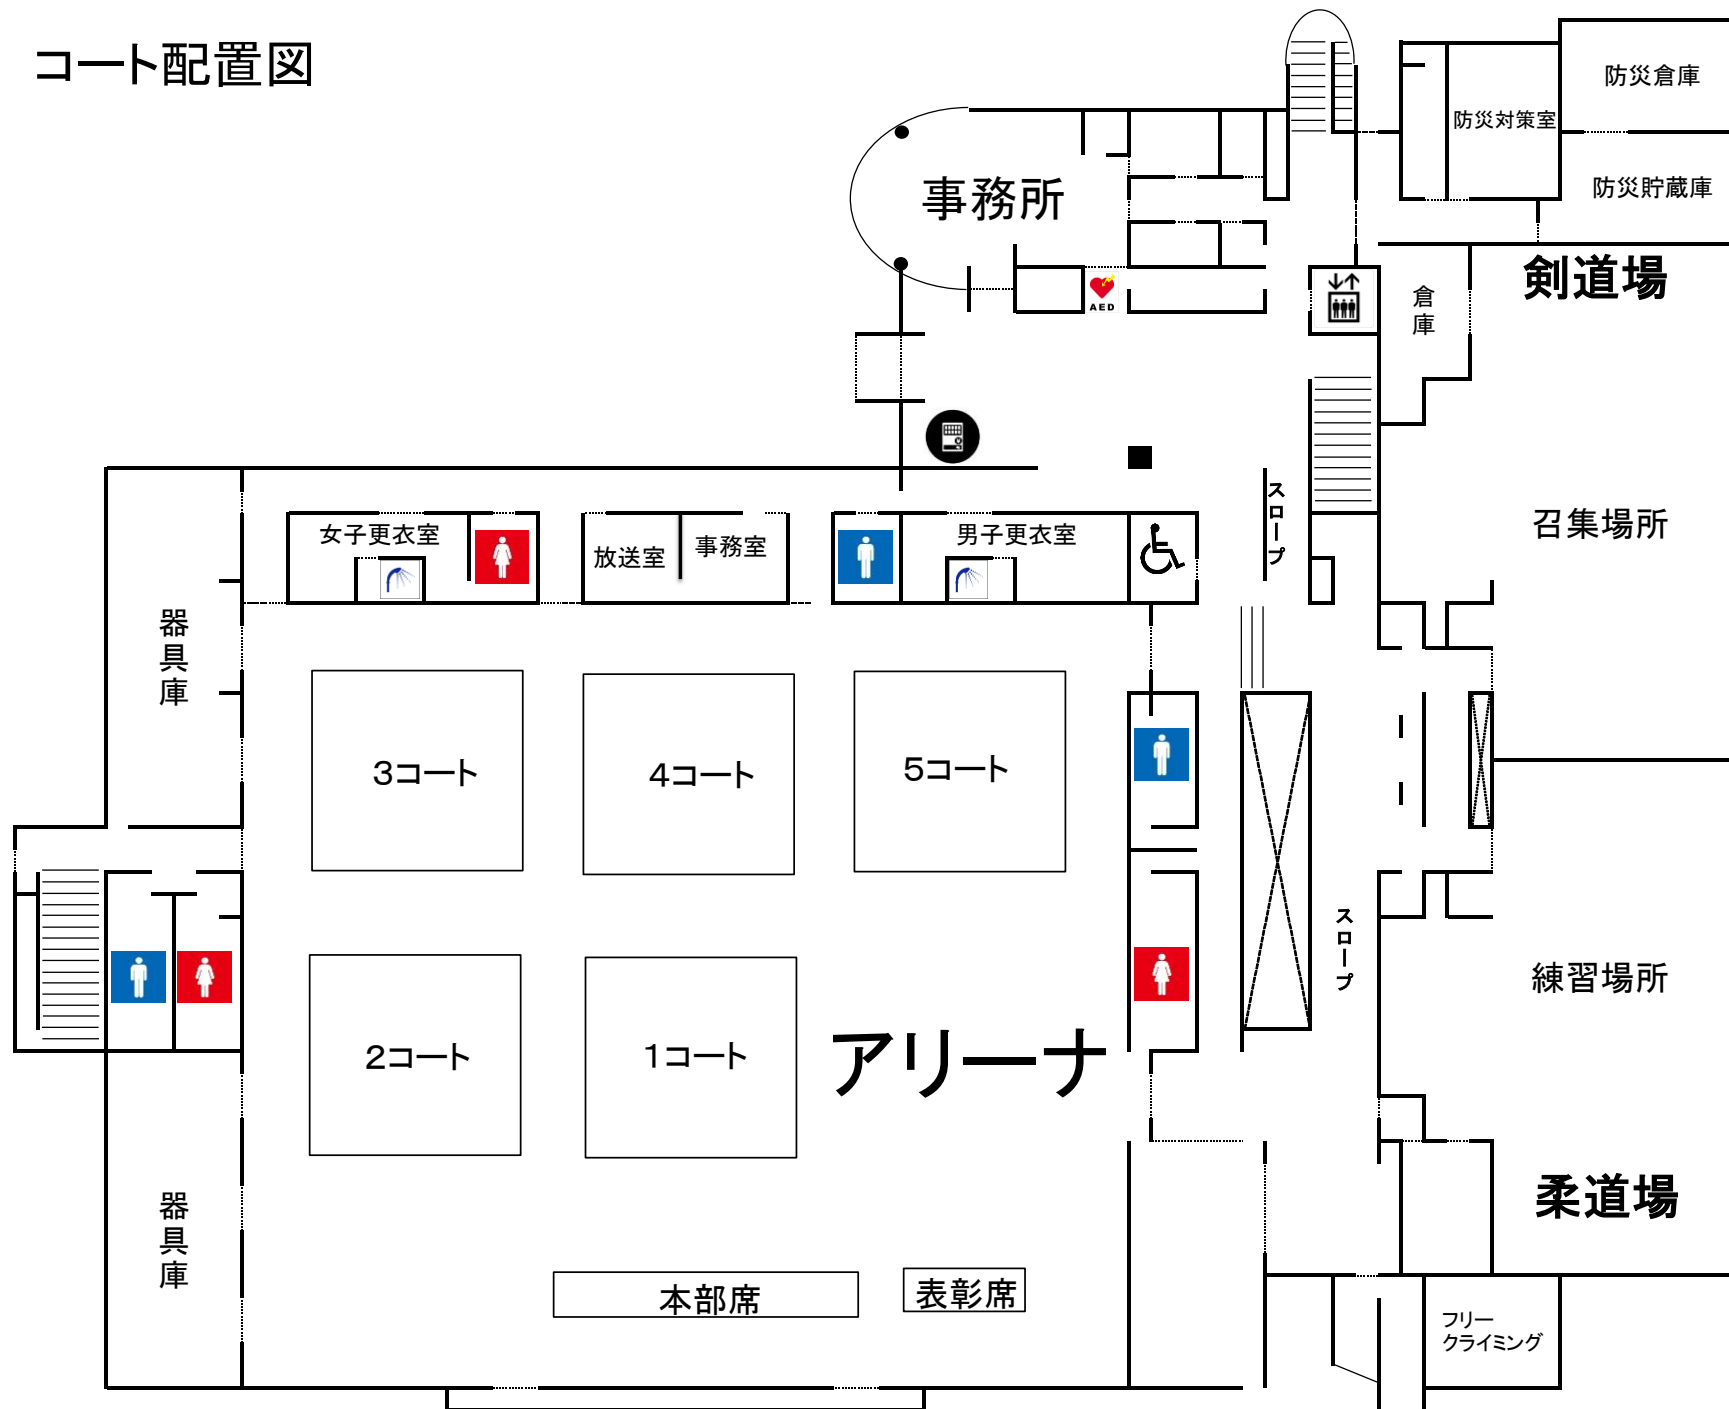 コート配置図
防災倉庫
防災対策室
防災貯蔵庫
事務所
剣道場
AED
倉庫
スロープ
召集場所
女子更衣室
放送室
事務室
男子更衣室
器具庫
3コート
4コート
5コート
スロープ
練習場所
2コート
1コート
アリーナ
器具庫
柔道場
本部席
表彰席
フリー
クライミング